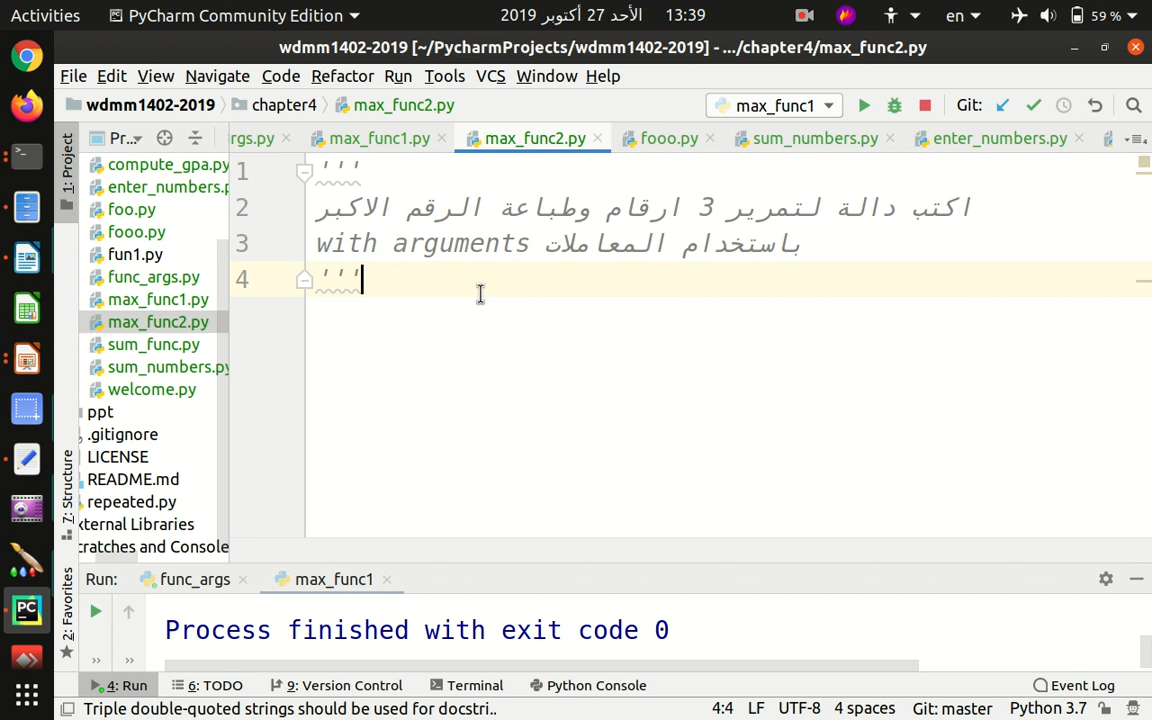 Activities PyCharm Community Edition 13:39 الأحد 27 أكتوبر 2019 en 59 %
wdmm1402-2019 [~/PycharmProjects/wdmm1402-2019] - .../chapter4/max_func2.py
File Edit View Navigate Code Refactor Run Tools VCS Window Help
wdmm1402-2019 chapter4 max_func2.py max_func1 Git:
1: Project
Pr... rgs.py max_func1.py max_func2.py fooo.py sum_numbers.py enter_numbers.py
compute_gpa.py
enter_numbers.p
foo.py
fooo.py
fun1.py
func_args.py
max_func1.py
max_func2.py
sum_func.py
sum_numbers.py
welcome.py
ppt
.gitignore
LICENSE
README.md
repeated.py
xternal Libraries
cratches and Console
1 '''
2 اكتب دالة لتمرير 3 ارقام وطباعة الرقم الاكبر
3 with arguments باستخدام المعاملات
4 '''
7: Structure
2: Favorites
Run: func_args max_func1
Process finished with exit code 0
4: Run 6: TODO 9: Version Control Terminal Python Console Event Log
Triple double-quoted strings should be used for docstri.. 4:4 LF UTF-8 4 spaces Git: master Python 3.7